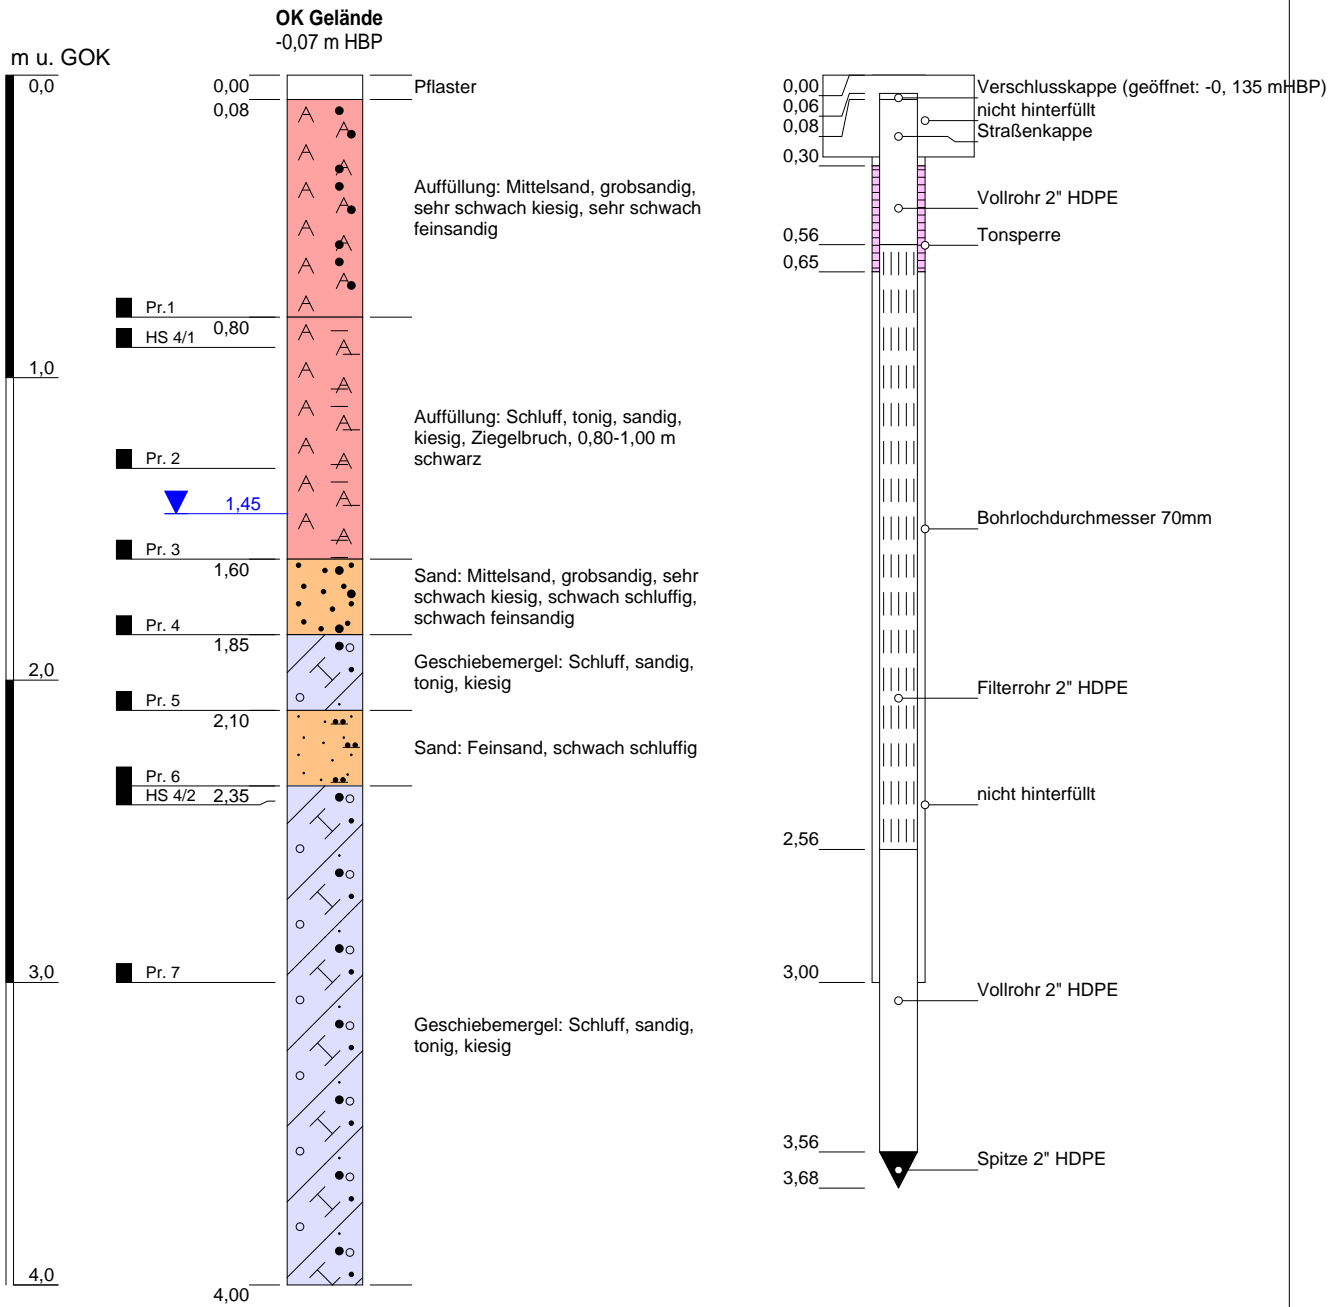 OK Gelände
-0,07 m HBP
m u. GOK
0,0
1,0
2,0
3,0
4,0
Pr.1
HS 4/1
Pr. 2
1,45
Pr. 3
Pr. 4
Pr. 5
Pr. 6
HS 4/2
Pr. 7
0,00
0,08
0,80
1,60
1,85
2,10
2,35
4,00
Pflaster
Auffüllung: Mittelsand, grobsandig,
sehr schwach kiesig, sehr schwach
feinsandig
Auffüllung: Schluff, tonig, sandig,
kiesig, Ziegelbruch, 0,80-1,00 m
schwarz
Sand: Mittelsand, grobsandig, sehr
schwach kiesig, schwach schluffig,
schwach feinsandig
Geschiebemergel: Schluff, sandig,
tonig, kiesig
Sand: Feinsand, schwach schluffig
Geschiebemergel: Schluff, sandig,
tonig, kiesig
0,00
0,06
0,08
0,30
0,56
0,65
2,56
3,00
3,56
3,68
Verschlusskappe (geöffnet: -0, 135 mHBP)
nicht hinterfüllt
Straßenkappe
Vollrohr 2" HDPE
Tonsperre
Bohrlochdurchmesser 70mm
Filterrohr 2" HDPE
nicht hinterfüllt
Vollrohr 2" HDPE
Spitze 2" HDPE